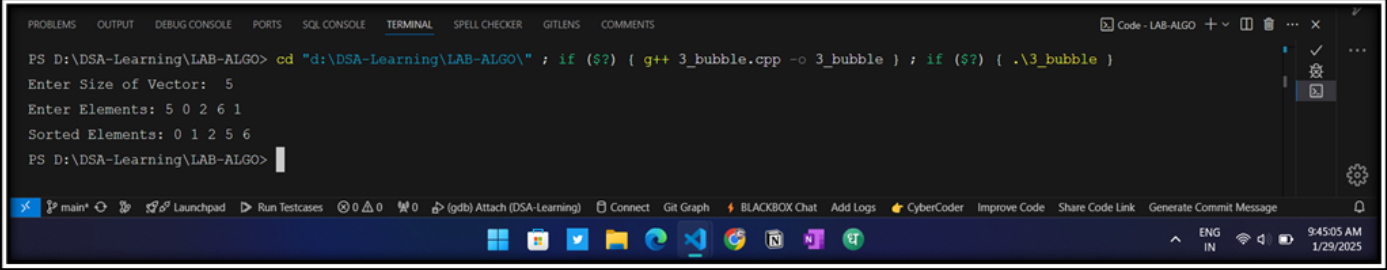 PROBLEMS OUTPUT DEBUG CONSOLE PORTS SQL CONSOLE TERMINAL SPELL CHECKER GITLENS COMMENTS Code - LAB-ALGO
PS D:\DSA-Learning\LAB-ALGO> cd "d:\DSA-Learning\LAB-ALGO\" ; if ($?) { g++ 3_bubble.cpp -o 3_bubble } ; if ($?) { .\3_bubble }
Enter Size of Vector:  5
Enter Elements: 5 0 2 6 1
Sorted Elements: 0 1 2 5 6
PS D:\DSA-Learning\LAB-ALGO>
main* Launchpad Run Testcases 0 0 0 (gdb) Attach (DSA-Learning) Connect Git Graph BLACKBOX Chat Add Logs CyberCoder Improve Code Share Code Link Generate Commit Message
ENG 9:45:05 AM
IN 1/29/2025